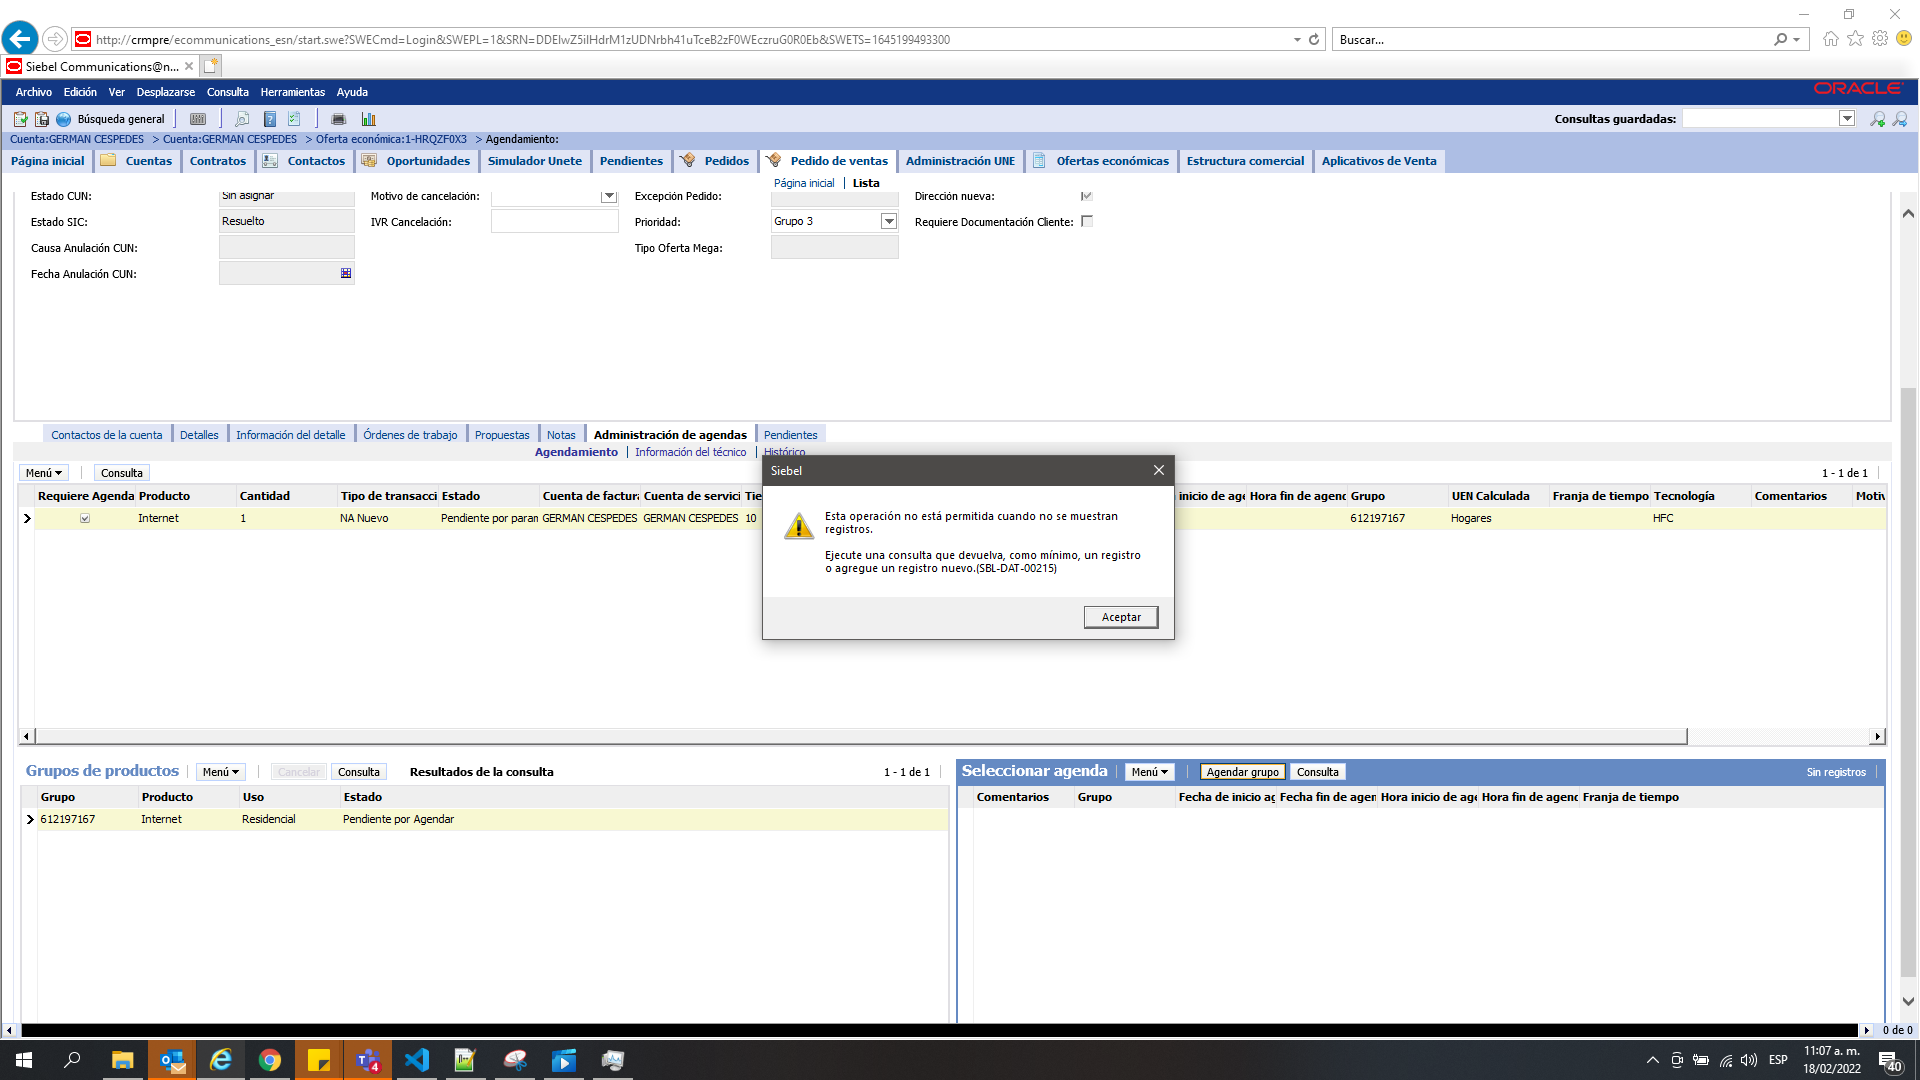 http://crmpre/ecommunications_esn/start.swe?SWECmd=Login&SWEPL=1&SRN=DDEIwZ5iIHdrM1zUDNrbh41uTceB2zF0WEczruG0R0Eb&SWETS=1645199493300
Buscar...
Siebel Communications@n...
Archivo Edición Ver Desplazarse Consulta Herramientas Ayuda
ORACLE
Búsqueda general
Consultas guardadas:
Cuenta:GERMAN CESPEDES > Cuenta:GERMAN CESPEDES > Oferta económica:1-HRQZF0X3 > Agendamiento:
Página inicial Cuentas Contratos Contactos Oportunidades Simulador Unete Pendientes Pedidos Pedido de ventas Administración UNE Ofertas económicas Estructura comercial Aplicativos de Venta
Página inicial Lista
Estado CUN: Sin asignar Motivo de cancelación: Excepción Pedido: Dirección nueva:
Estado SIC: Resuelto IVR Cancelación: Prioridad: Grupo 3 Requiere Documentación Cliente:
Causa Anulación CUN: Tipo Oferta Mega:
Fecha Anulación CUN:
Contactos de la cuenta Detalles Información del detalle Órdenes de trabajo Propuestas Notas Administración de agendas Pendientes
Agendamiento Información del técnico Histórico
Menú Consulta 1 - 1 de 1
Requiere Agenda Producto Cantidad Tipo de transacci Estado Cuenta de factura Cuenta de servici Tie inicio de age Hora fin de agenc Grupo UEN Calculada Franja de tiempo Tecnología Comentarios Motiv
Internet 1 NA Nuevo Pendiente por param GERMAN CESPEDES GERMAN CESPEDES 10 612197167 Hogares HFC
Siebel
Esta operación no está permitida cuando no se muestran
registros.
Ejecute una consulta que devuelva, como mínimo, un registro
o agregue un registro nuevo.(SBL-DAT-00215)
Aceptar
Grupos de productos Menú Cancelar Consulta Resultados de la consulta 1 - 1 de 1
Grupo Producto Uso Estado
612197167 Internet Residencial Pendiente por Agendar
Seleccionar agenda Menú Agendar grupo Consulta Sin registros
Comentarios Grupo Fecha de inicio ag Fecha fin de agen Hora inicio de age Hora fin de agenc Franja de tiempo
0 de 0
4
ESP
11:07 a. m.
18/02/2022
40